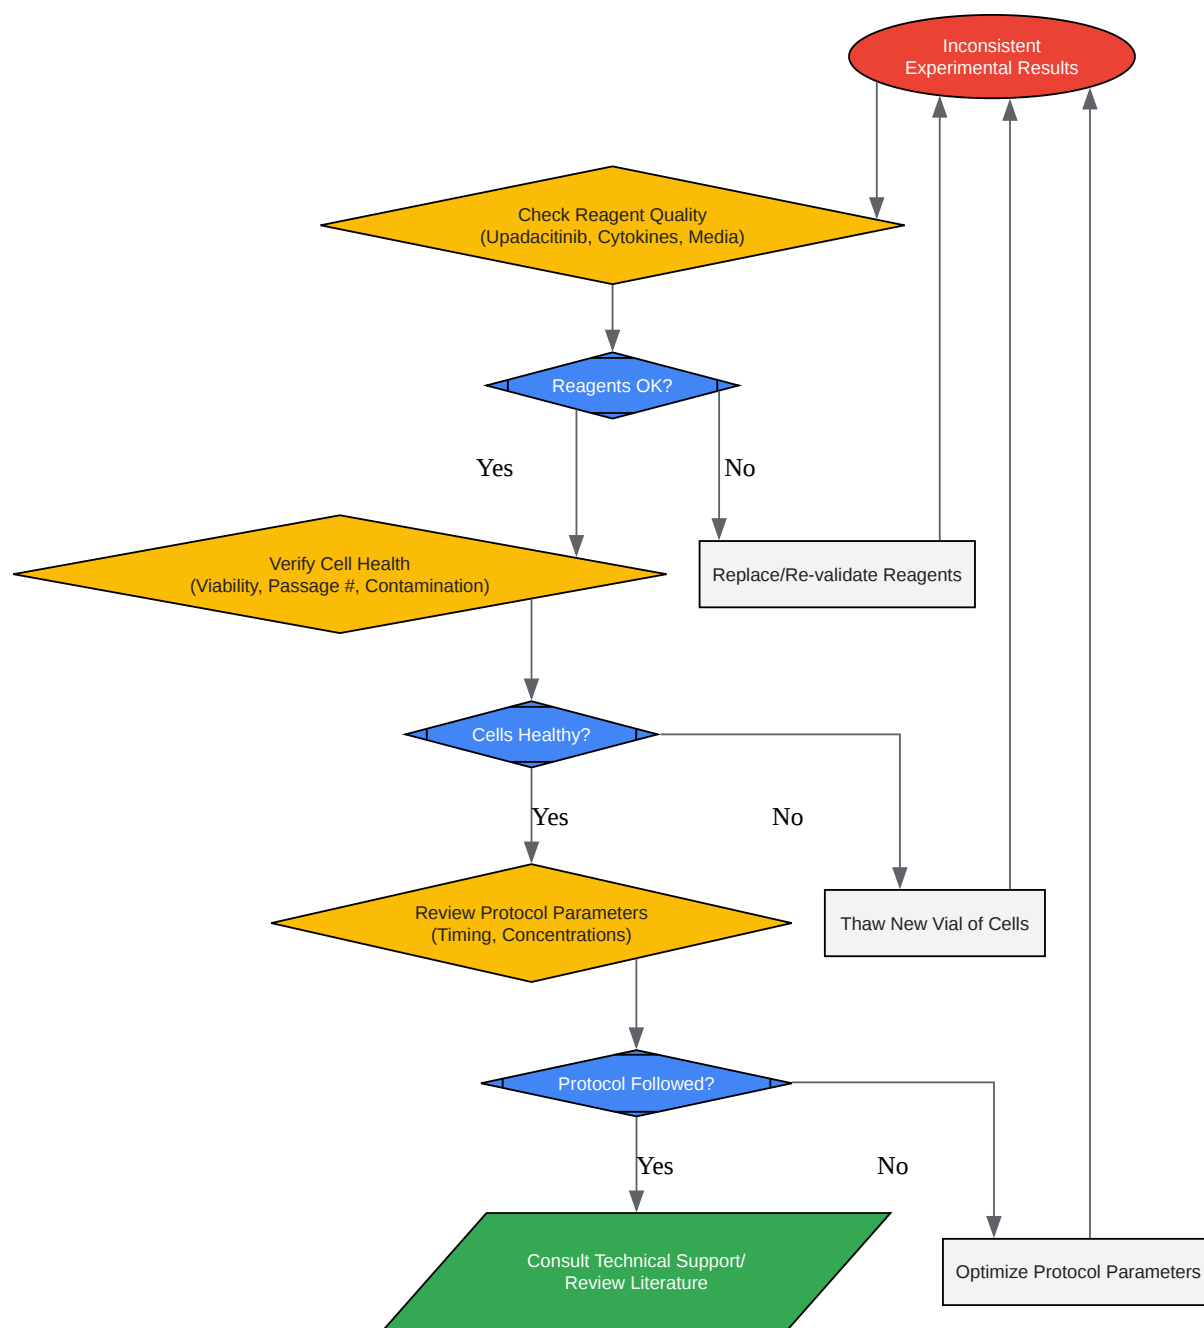 Inconsistent
Experimental Results
Check Reagent Quality
(Upadacitinib, Cytokines, Media)
Reagents OK?
Yes
No
Verify Cell Health
(Viability, Passage #, Contamination)
Replace/Re-validate Reagents
Cells Healthy?
Yes
No
Review Protocol Parameters
(Timing, Concentrations)
Thaw New Vial of Cells
Protocol Followed?
Yes
No
Consult Technical Support/
Review Literature
Optimize Protocol Parameters